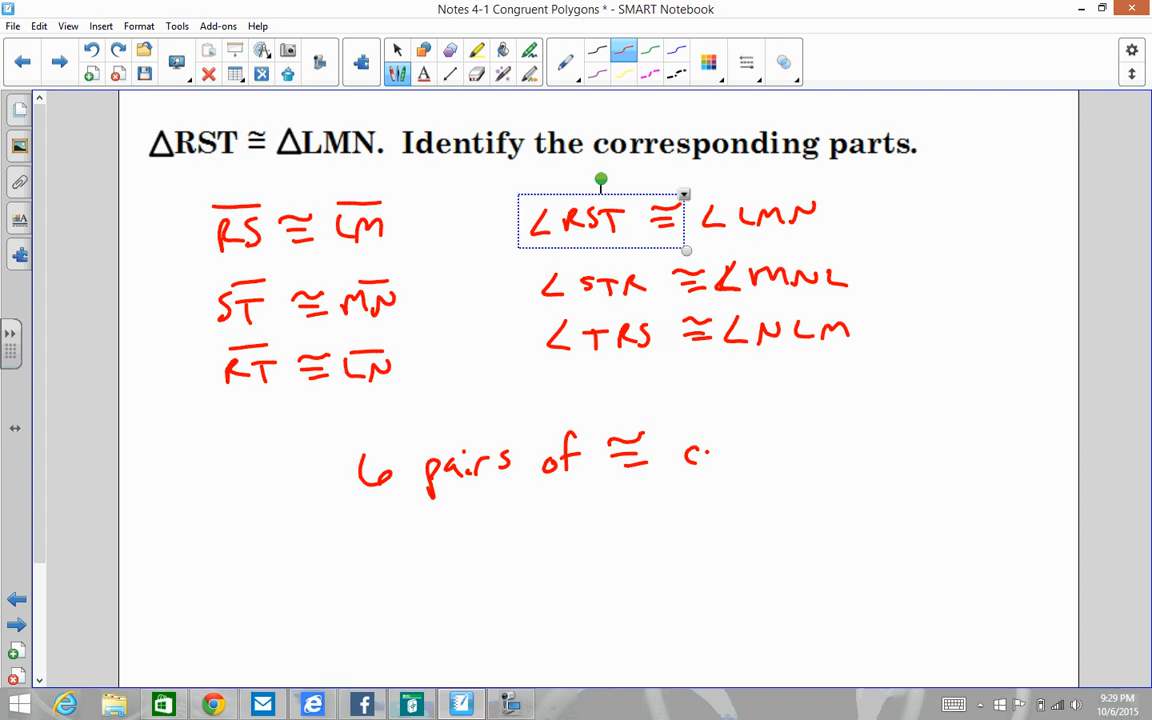 Notes 4-1 Congruent Polygons * - SMART Notebook
File Edit View Insert Format Tools Add-ons Help
△RST ≅ △LMN. Identify the corresponding parts.
RS ≅ LM
ST ≅ MN
RT ≅ LN
∠RST ≅ ∠LMN
∠STR ≅ ∠MNL
∠TRS ≅ ∠NLM
6 pairs of ≅ c.
9:29 PM
10/6/2015